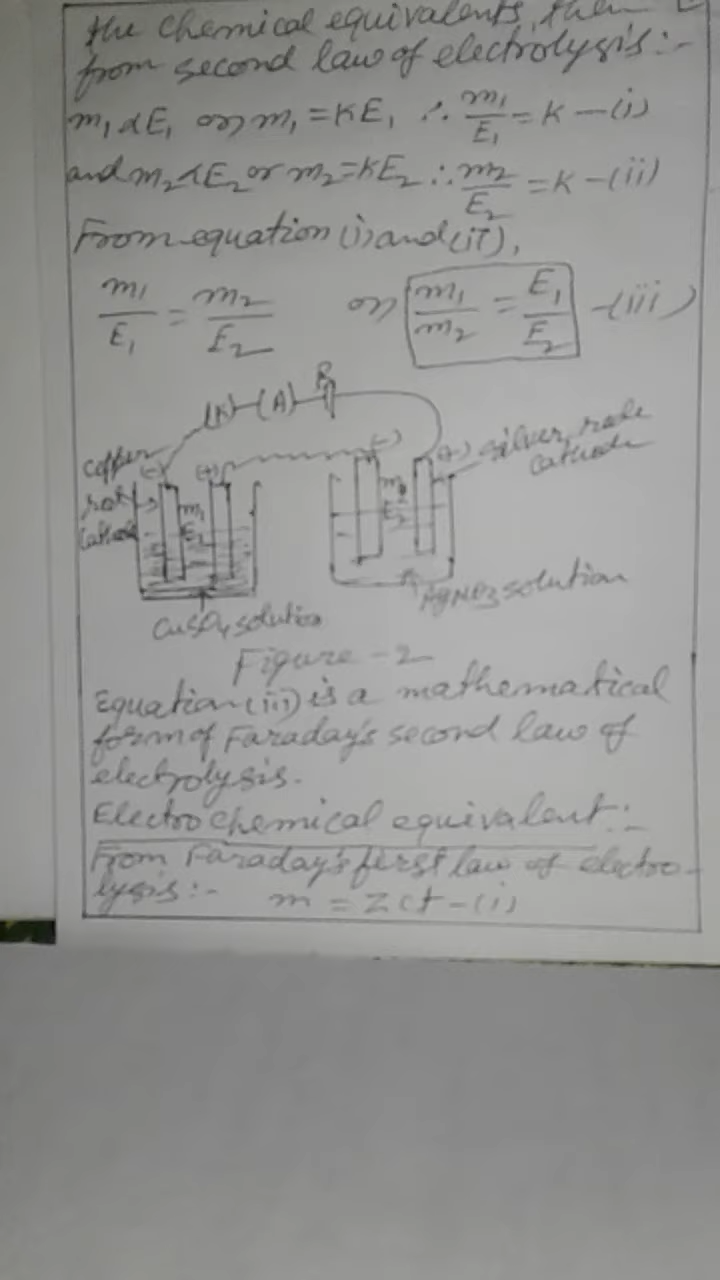 the chemical equivalents, then
from second law of electrolysis:-
m₁ ∝ E₁ or m₁ = KE₁ ∴ m₁/E₁ = K -(i)
and m₂ ∝ E₂ or m₂ = KE₂ ∴ m₂/E₂ = K -(ii)
From equation (i) and (ii),
m₁/E₁ = m₂/E₂ or m₁/m₂ = E₁/E₂ -(iii)
(K) (A) R
copper (-) (+) (-) (+) silver rod
rod cathode
cathode m₁
CuSO₄ solution AgNO₃ solution
Figure - 2
Equation (iii) is a mathematical
form of Faraday's second law of
electrolysis.
Electrochemical equivalent:-
From Faraday's first law of electro-
lysis:- m = Zct -(i)